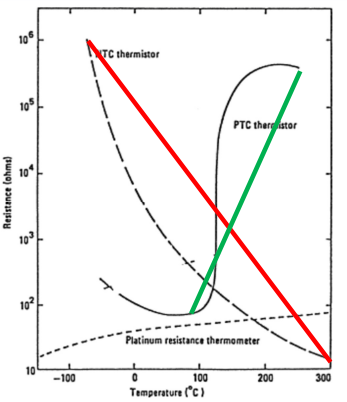 10⁶
NTC thermistor
10⁵
PTC thermistor
10⁴
Resistance (ohms)
10³
10²
Platinum resistance thermometer
10
-100 0 100 200 300
Temperature (°C)